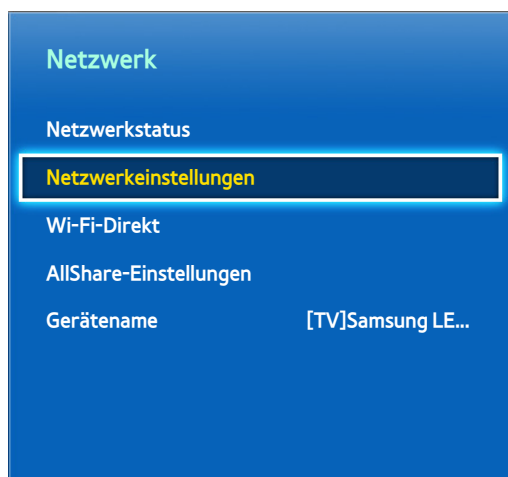 Netzwerk
Netzwerkstatus
Netzwerkeinstellungen
Wi-Fi-Direkt
AllShare-Einstellungen
Gerätename [TV]Samsung LE...